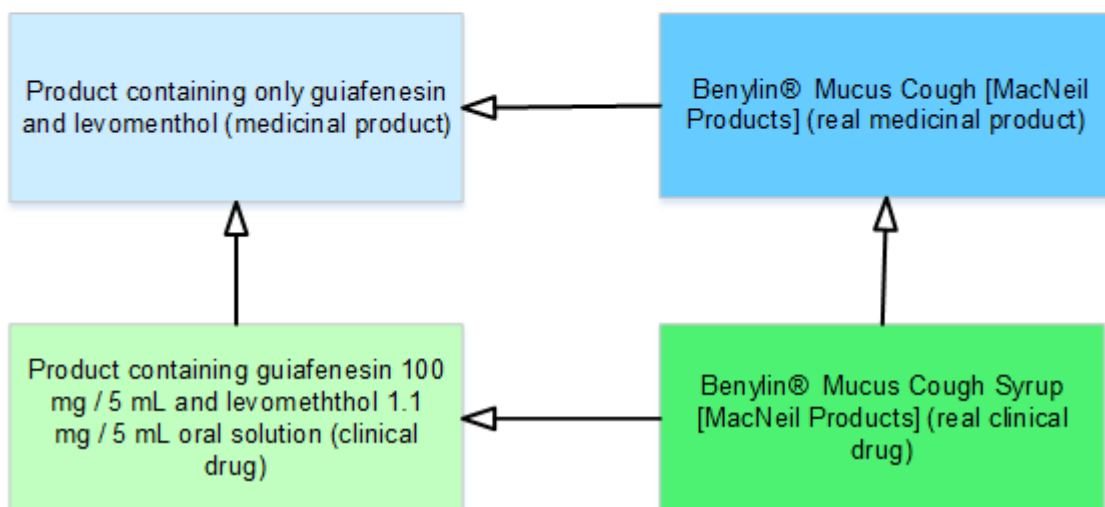 Product containing only guiafenesin
and levomenthol (medicinal product)
Benylin® Mucus Cough [MacNeil
Products] (real medicinal product)
Product containing guiafenesin 100
mg / 5 mL and levomeththol 1.1
mg / 5 mL oral solution (clinical
drug)
Benylin® Mucus Cough Syrup
[MacNeil Products] (real clinical
drug)